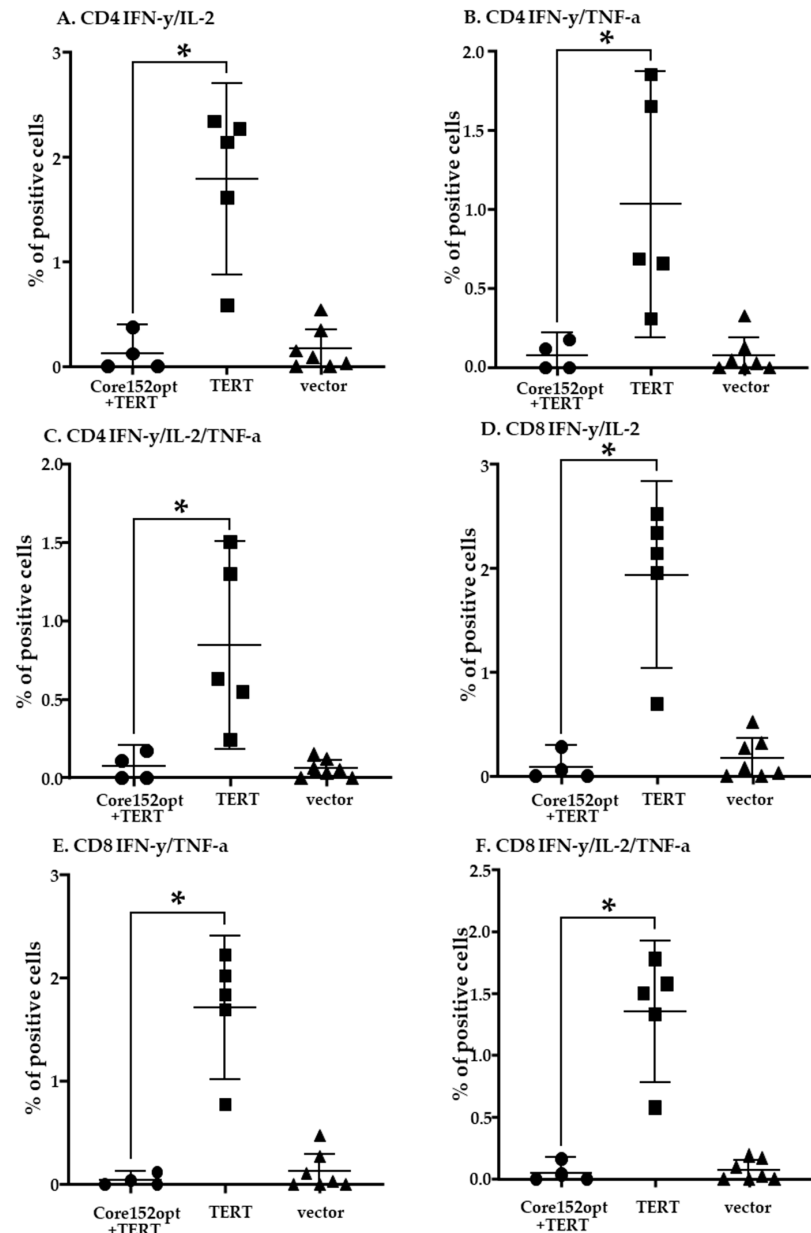 A. CD4 IFN-y/IL-2
% of positive cells
3
2
1
0
*
Core152opt
+TERT
TERT
vector
B. CD4 IFN-y/TNF-a
% of positive cells
2.0
1.5
1.0
0.5
0.0
*
Core152opt
+TERT
TERT
vector
C. CD4 IFN-y/IL-2/TNF-a
% of positive cells
2.0
1.5
1.0
0.5
0.0
*
Core152opt
+TERT
TERT
vector
D. CD8 IFN-y/IL-2
% of positive cells
3
2
1
0
*
Core152opt
+TERT
TERT
vector
E. CD8 IFN-y/TNF-a
% of positive cells
3
2
1
0
*
Core152opt
+TERT
TERT
vector
F. CD8 IFN-y/IL-2/TNF-a
% of positive cells
2.5
2.0
1.5
1.0
0.5
0.0
*
Core152opt
+TERT
TERT
vector